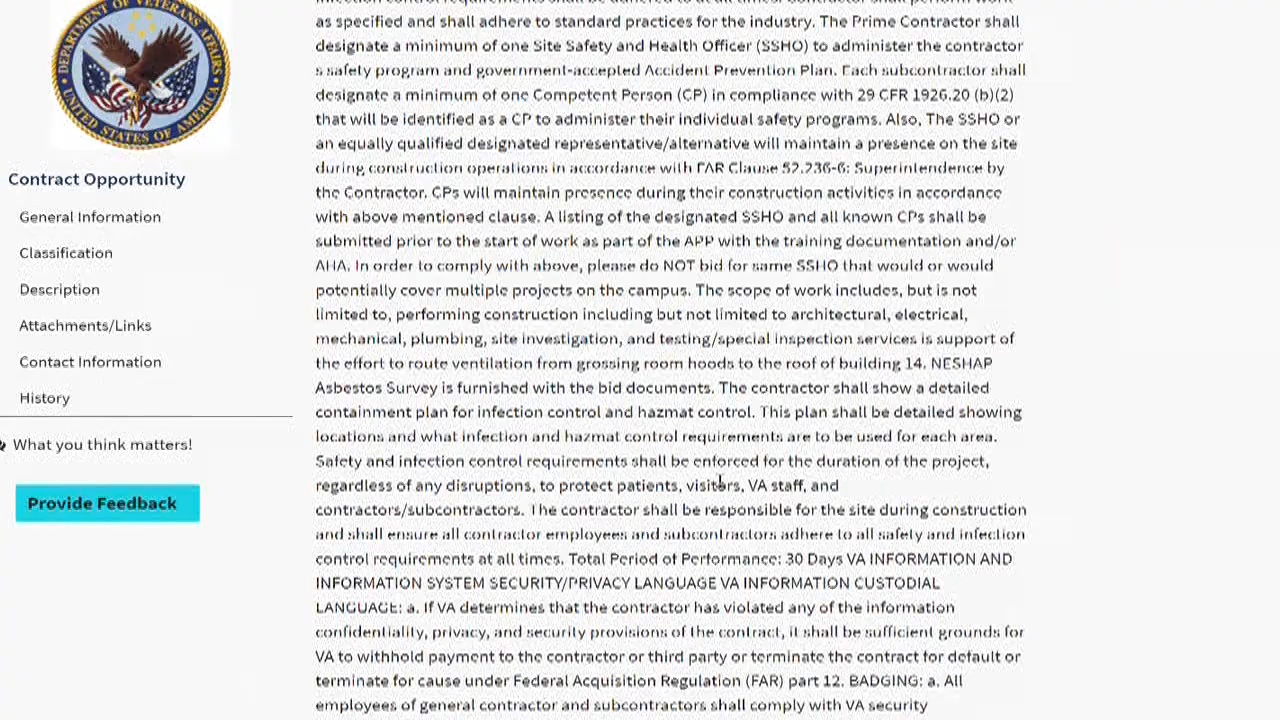 DEPARTMENT OF VETERANS AFFAIRS
UNITED STATES OF AMERICA
Contract Opportunity
General Information
Classification
Description
Attachments/Links
Contact Information
History
What you think matters!
Provide Feedback
infection control requirements shall be adhered to at all times. Contractor shall perform work
as specified and shall adhere to standard practices for the industry. The Prime Contractor shall
designate a minimum of one Site Safety and Health Officer (SSHO) to administer the contractor
s safety program and government-accepted Accident Prevention Plan. Each subcontractor shall
designate a minimum of one Competent Person (CP) in compliance with 29 CFR 1926.20 (b)(2)
that will be identified as a CP to administer their individual safety programs. Also, The SSHO or
an equally qualified designated representative/alternative will maintain a presence on the site
during construction operations in accordance with FAR Clause 52.236-6: Superintendence by
the Contractor. CPs will maintain presence during their construction activities in accordance
with above mentioned clause. A listing of the designated SSHO and all known CPs shall be
submitted prior to the start of work as part of the APP with the training documentation and/or
AHA. In order to comply with above, please do NOT bid for same SSHO that would or would
potentially cover multiple projects on the campus. The scope of work includes, but is not
limited to, performing construction including but not limited to architectural, electrical,
mechanical, plumbing, site investigation, and testing/special inspection services is support of
the effort to route ventilation from grossing room hoods to the roof of building 14. NESHAP
Asbestos Survey is furnished with the bid documents. The contractor shall show a detailed
containment plan for infection control and hazmat control. This plan shall be detailed showing
locations and what infection and hazmat control requirements are to be used for each area.
Safety and infection control requirements shall be enforced for the duration of the project,
regardless of any disruptions, to protect patients, visitors, VA staff, and
contractors/subcontractors. The contractor shall be responsible for the site during construction
and shall ensure all contractor employees and subcontractors adhere to all safety and infection
control requirements at all times. Total Period of Performance: 30 Days VA INFORMATION AND
INFORMATION SYSTEM SECURITY/PRIVACY LANGUAGE VA INFORMATION CUSTODIAL
LANGUAGE: a. If VA determines that the contractor has violated any of the information
confidentiality, privacy, and security provisions of the contract, it shall be sufficient grounds for
VA to withhold payment to the contractor or third party or terminate the contract for default or
terminate for cause under Federal Acquisition Regulation (FAR) part 12. BADGING: a. All
employees of general contractor and subcontractors shall comply with VA security